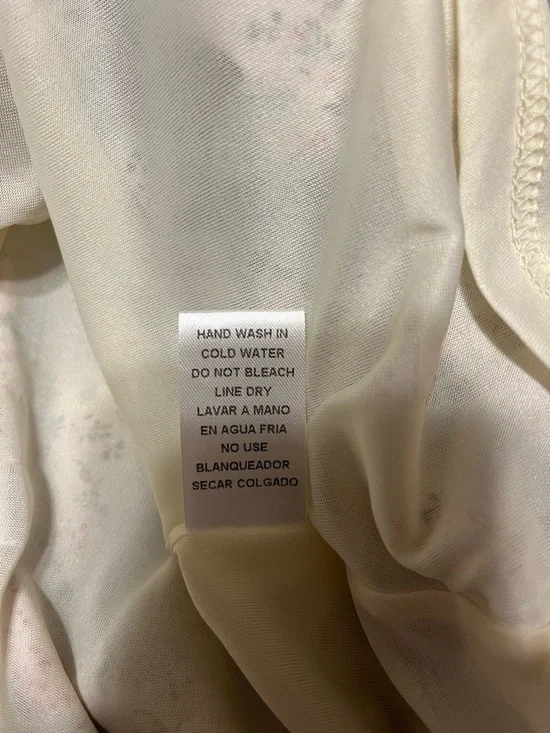 HAND WASH IN
COLD WATER
DO NOT BLEACH
LINE DRY
LAVAR A MANO
EN AGUA FRIA
NO USE
BLANQUEADOR
SECAR COLGADO